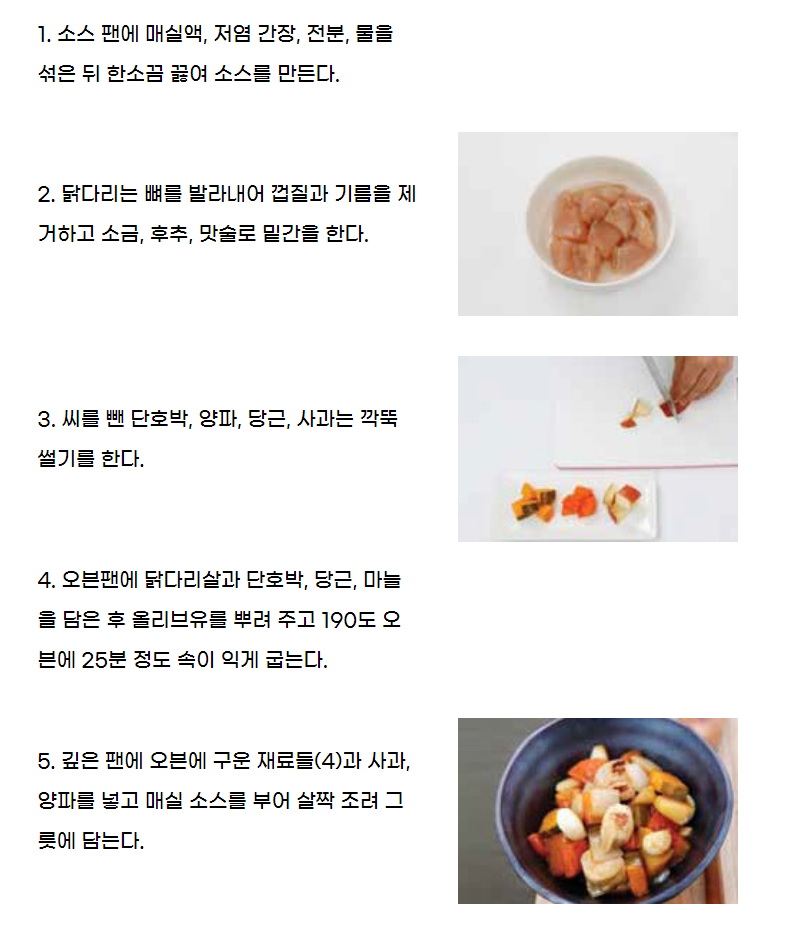 1. 소스 팬에 매실액, 저염 간장, 전분, 물을
섞은 뒤 한소끔 끓여 소스를 만든다.
2. 닭다리는 뼈를 발라내어 껍질과 기름을 제
거하고 소금, 후추, 맛술로 밑간을 한다.
3. 씨를 뺀 단호박, 양파, 당근, 사과는 깍뚝
썰기를 한다.
4. 오븐팬에 닭다리살과 단호박, 당근, 마늘
을 담은 후 올리브유를 뿌려 주고 190도 오
븐에 25분 정도 속이 익게 굽는다.
5. 깊은 팬에 오븐에 구운 재료들(4)과 사과,
양파를 넣고 매실 소스를 부어 살짝 조려 그
릇에 담는다.